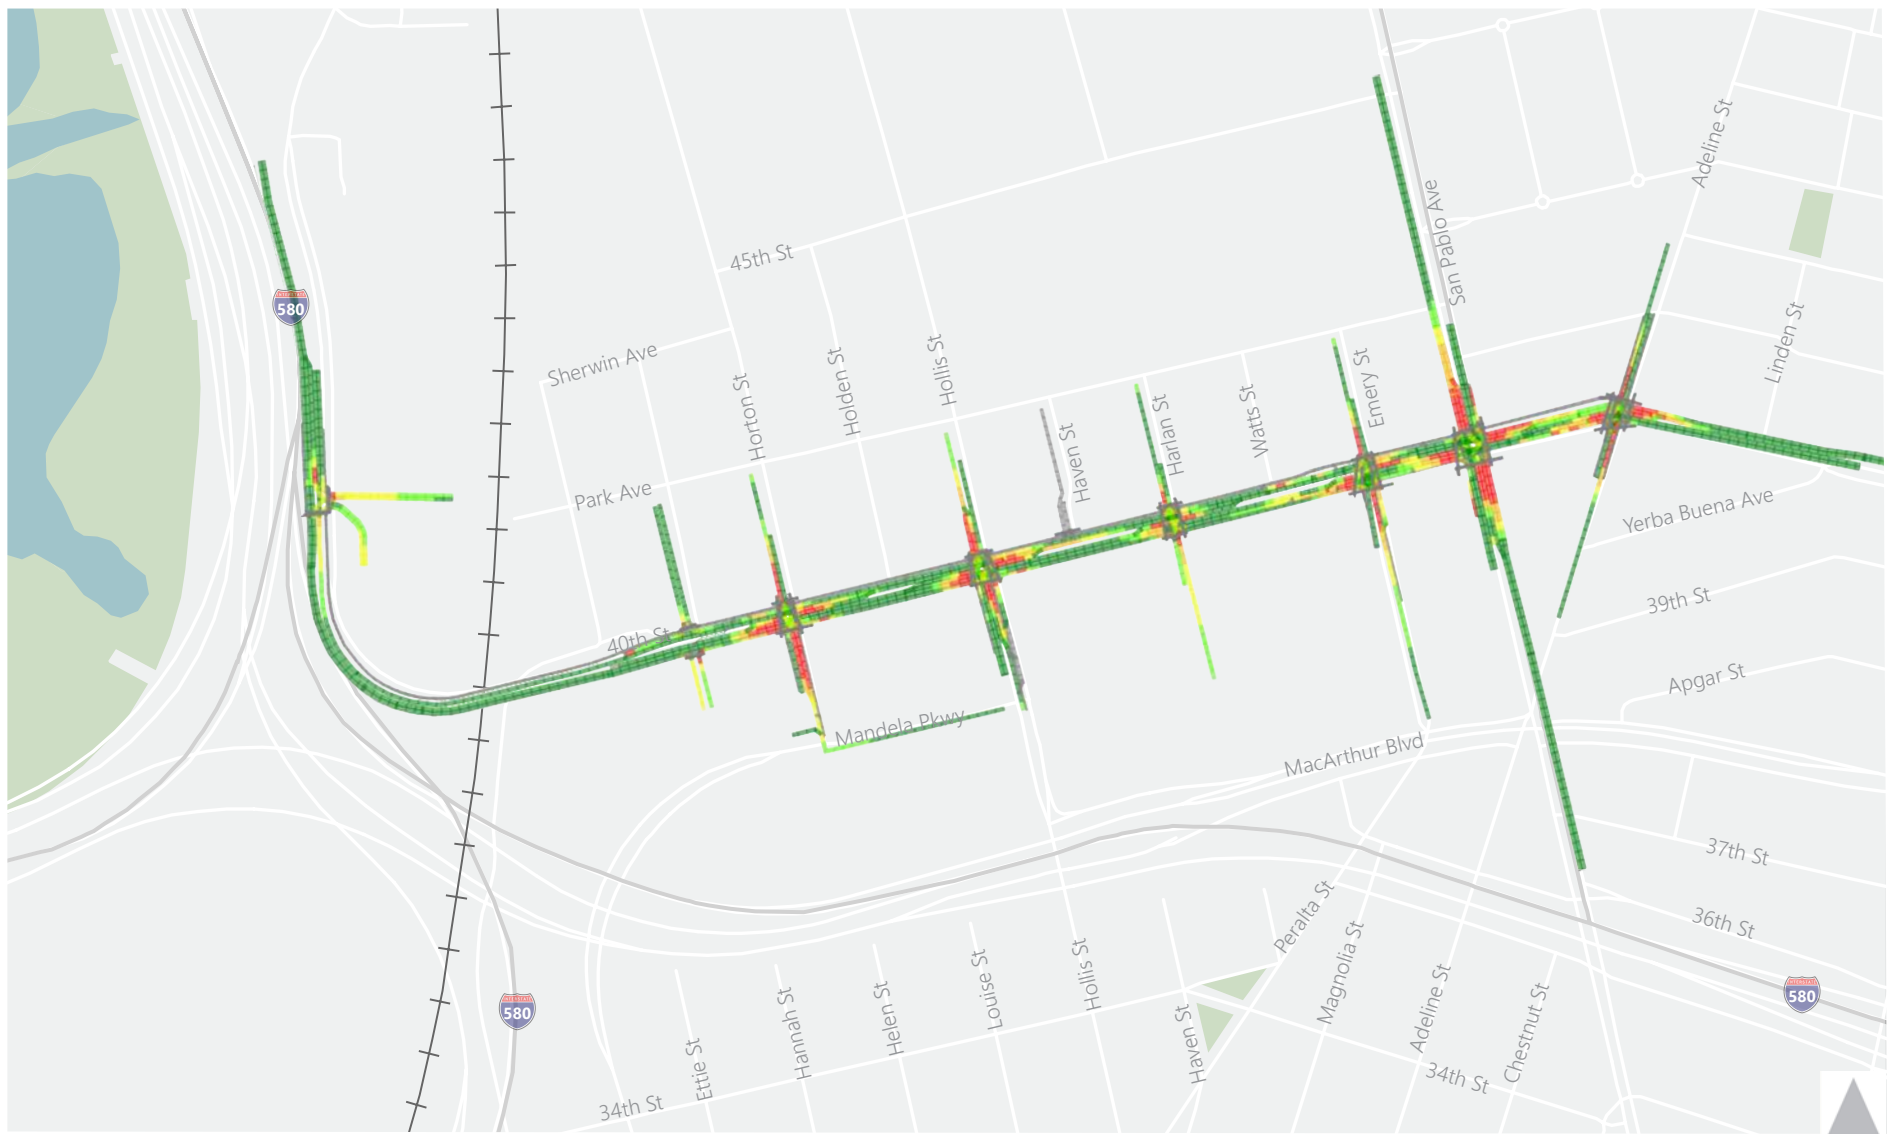 Adeline St
San Pablo Ave
45th St
580
Linden St
Sherwin Ave
Hollis St
Holden St
Emery St
Horton St
Harlan St
Watts St
Haven St
Park Ave
Yerba Buena Ave
39th St
40th St
Apgar St
Mandela Pkwy
MacArthur Blvd
37th St
Peralta St
36th St
Magnolia St
Hollis St
Louise St
Helen St
Hannah St
Adeline St
Chestnut St
580
580
Haven St
Ettie St
34th St
34th St